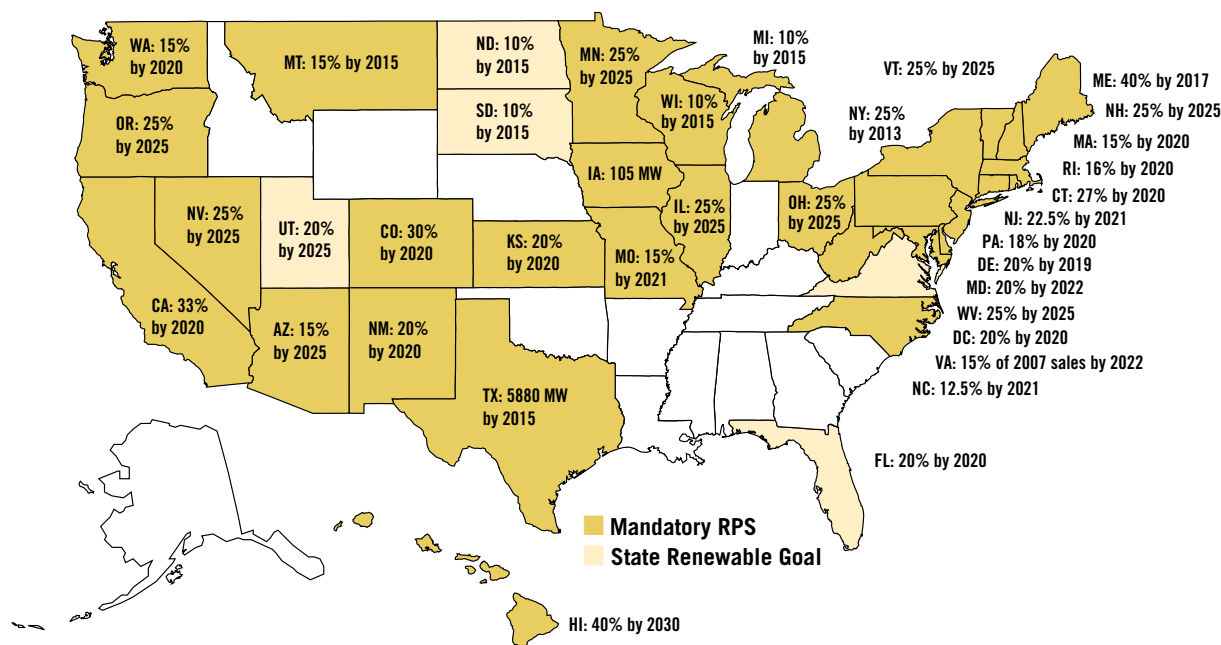 WA: 15%
by 2020
MT: 15% by 2015
ND: 10%
by 2015
MN: 25%
by 2025
MI: 10%
by 2015
VT: 25% by 2025
ME: 40% by 2017
OR: 25%
by 2025
SD: 10%
by 2015
WI: 10%
by 2015
NY: 25%
by 2013
NH: 25% by 2025
MA: 15% by 2020
RI: 16% by 2020
CT: 27% by 2020
NJ: 22.5% by 2021
PA: 18% by 2020
DE: 20% by 2019
MD: 20% by 2022
WV: 25% by 2025
DC: 20% by 2020
VA: 15% of 2007 sales by 2022
NC: 12.5% by 2021
IA: 105 MW
NV: 25%
by 2025
UT: 20%
by 2025
CO: 30%
by 2020
KS: 20%
by 2020
MO: 15%
by 2021
IL: 25%
by 2025
OH: 25%
by 2025
CA: 33%
by 2020
AZ: 15%
by 2025
NM: 20%
by 2020
TX: 5880 MW
by 2015
FL: 20% by 2020
Mandatory RPS
State Renewable Goal
HI: 40% by 2030